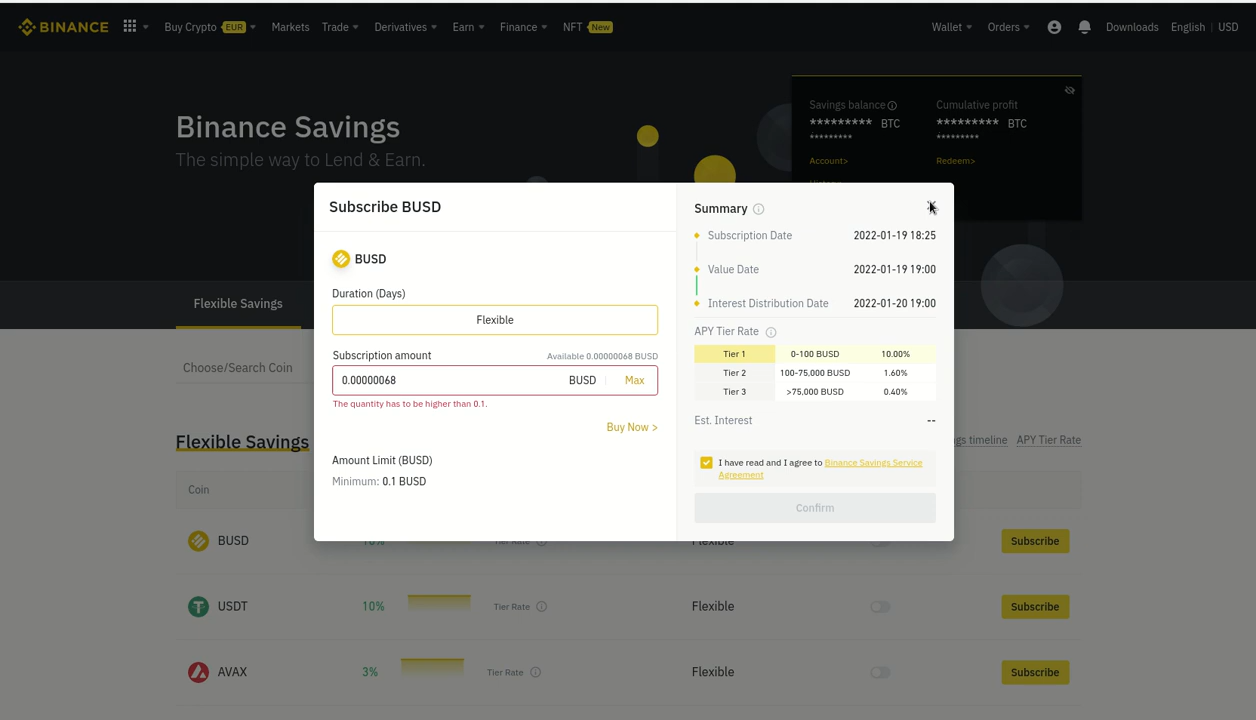 BINANCE
Buy Crypto EUR Markets Trade Derivatives Earn Finance NFT New Wallet Orders Downloads English | USD
Binance Savings
The simple way to Lend & Earn.
Savings balance Cumulative profit
********* BTC ********* BTC
********* *********
Account> Redeem>
Subscribe BUSD
BUSD
Duration (Days)
Flexible
Subscription amount Available 0.00000068 BUSD
0.00000068 BUSD Max
The quantity has to be higher than 0.1.
Buy Now >
Amount Limit (BUSD)
Minimum: 0.1 BUSD
Summary
Subscription Date 2022-01-19 18:25
Value Date 2022-01-19 19:00
Interest Distribution Date 2022-01-20 19:00
APY Tier Rate
Tier 1 0-100 BUSD 10.00%
Tier 2 100-75,000 BUSD 1.60%
Tier 3 >75,000 BUSD 0.40%
Est. Interest --
I have read and I agree to Binance Savings Service
Agreement
Confirm
Flexible Savings
Choose/Search Coin
Flexible Savings
timeline APY Tier Rate
Coin
BUSD Flexible Subscribe
USDT 10% Tier Rate Flexible Subscribe
AVAX 3% Tier Rate Flexible Subscribe